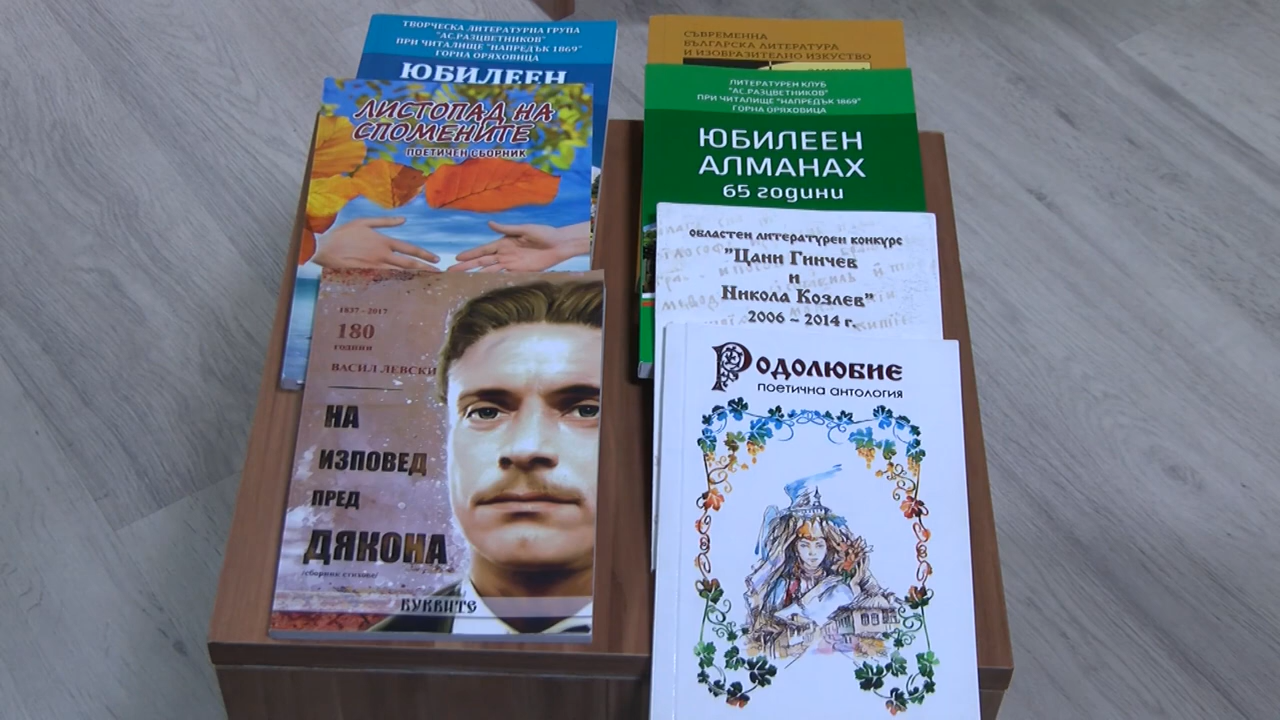 ТВОРЧЕСКА ЛИТЕРАТУРНА ГРУПА
"АС.РАЗЦВЕТНИКОВ"
ПРИ ЧИТАЛИЩЕ "НАПРЕДЪК 1869"
ГОРНА ОРЯХОВИЦА
ЮБИЛЕЕН
ЛИСТОПАД НА
СПОМЕНИТЕ
ПОЕТИЧЕН СБОРНИК
1837 - 2017
180
ГОДИНИ
ВАСИЛ ЛЕВСКИ
НА
ИЗПОВЕД
ПРЕД
ДЯКОНА
/сборник стихове/
БУКВИТЕ
СЪВРЕМЕННА
БЪЛГАРСКА ЛИТЕРАТУРА
И ИЗОБРАЗИТЕЛНО ИЗКУСТВО
ЛИТЕРАТУРЕН КЛУБ
"АС.РАЗЦВЕТНИКОВ"
ПРИ ЧИТАЛИЩЕ "НАПРЕДЪК 1869"
ГОРНА ОРЯХОВИЦА
ЮБИЛЕЕН
АЛМАНАХ
65 години
областен литературен конкурс
"Цани Гинчев
и
Никола Козлев"
2006 – 2014 г.
Родолюбие
поетична антология